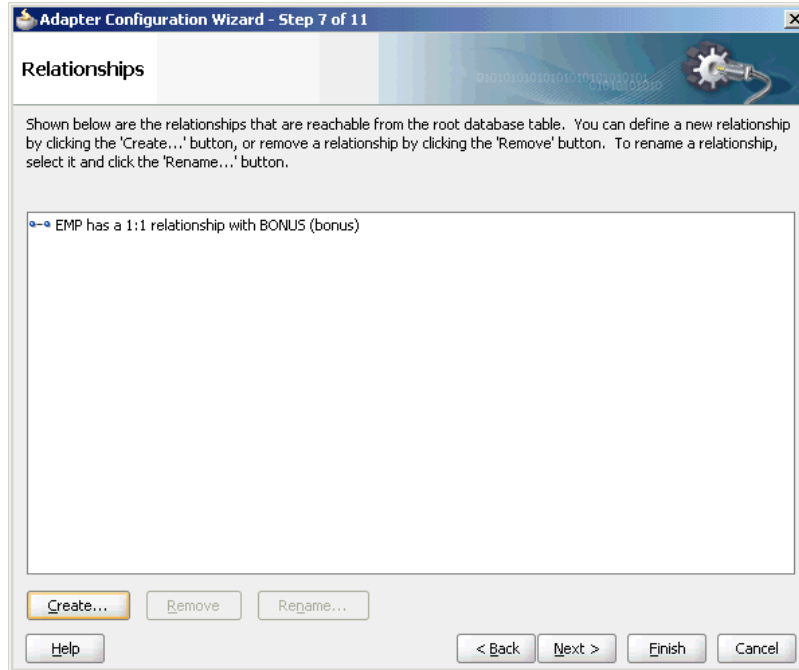 Adapter Configuration Wizard - Step 7 of 11
Relationships
Shown below are the relationships that are reachable from the root database table. You can define a new relationship
by clicking the 'Create...' button, or remove a relationship by clicking the 'Remove' button. To rename a relationship,
select it and click the 'Rename...' button.
EMP has a 1:1 relationship with BONUS (bonus)
Create...
Remove
Rename...
Help
< Back
Next >
Finish
Cancel